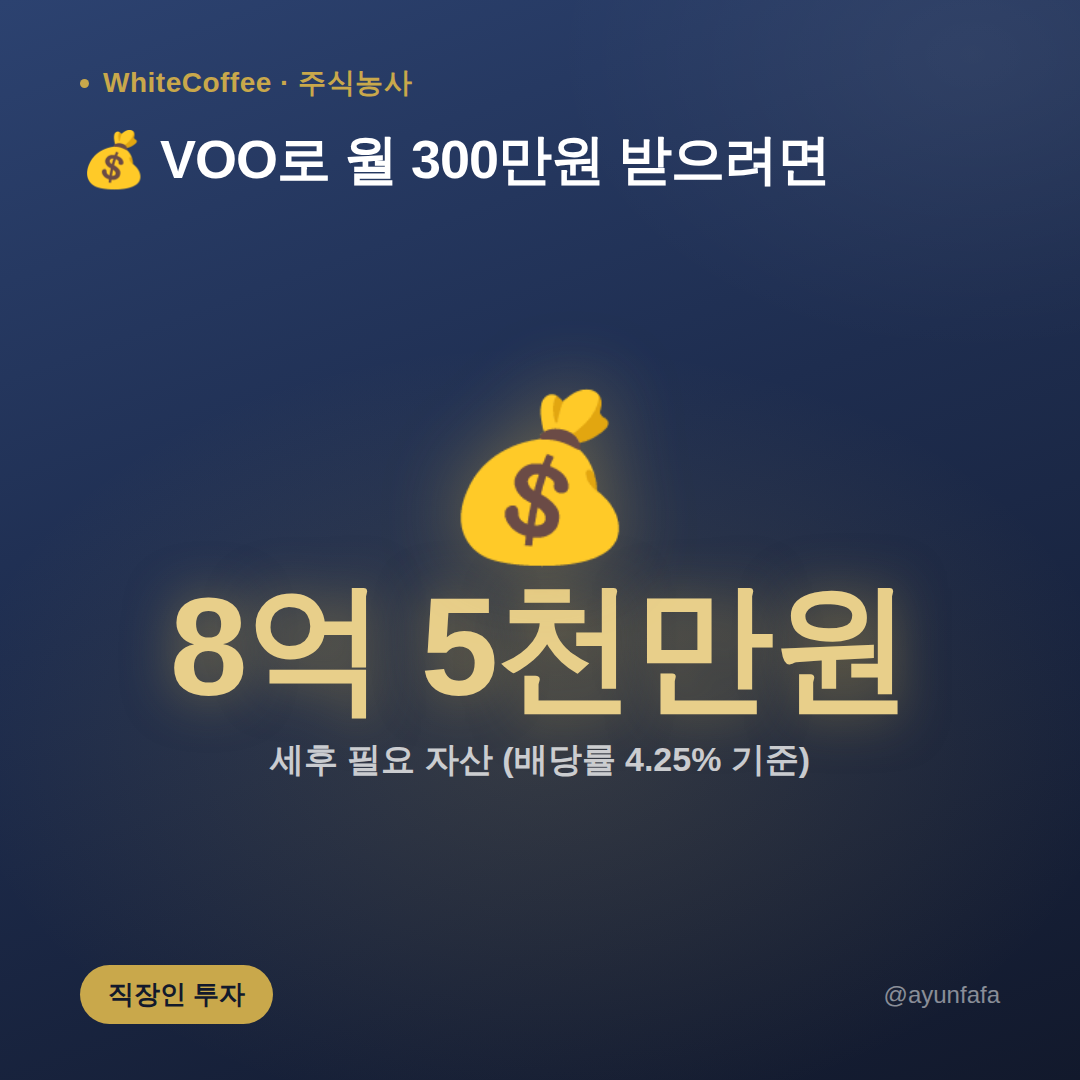 • WhiteCoffee · 주식농사
💰 VOO로 월 300만원 받으려면
8억 5천만원
세후 필요 자산 (배당률 4.25% 기준)
직장인 투자
@ayunfafa